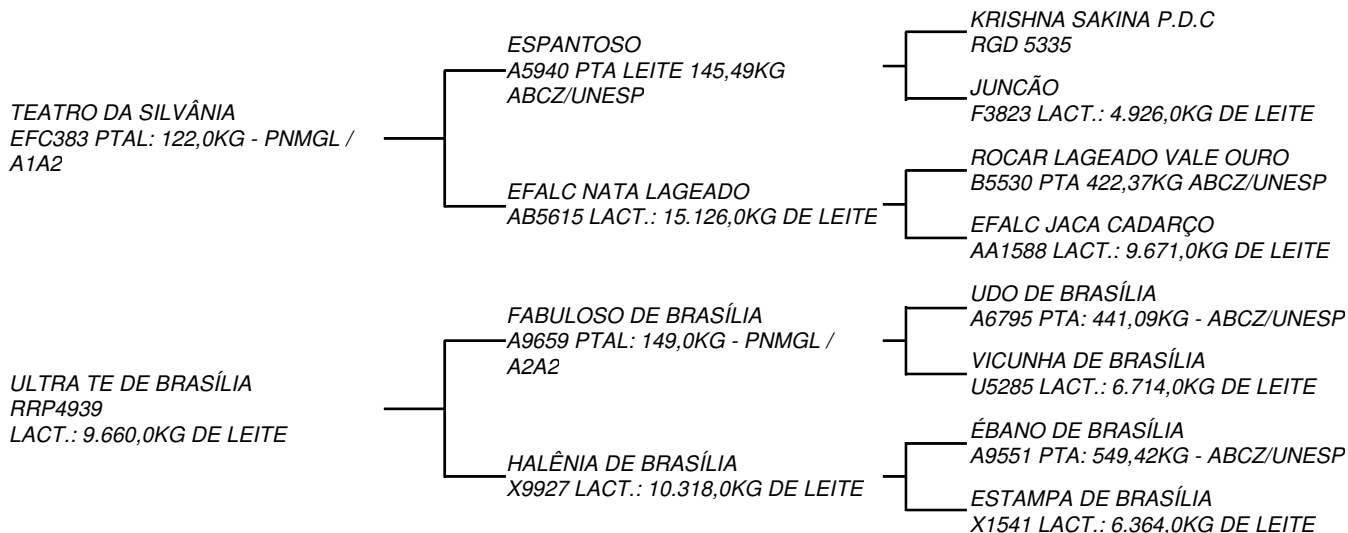 TEATRO DA SILVÂNIA
EFC383 PTAL: 122,0KG - PNMGL /
A1A2
ULTRA TE DE BRASÍLIA
RRP4939
LACT.: 9.660,0KG DE LEITE
ESPANTOSO
A5940 PTA LEITE 145,49KG
ABCZ/UNESP
EFALC NATA LAGEADO
AB5615 LACT.: 15.126,0KG DE LEITE
FABULOSO DE BRASÍLIA
A9659 PTAL: 149,0KG - PNMGL /
A2A2
HALÊNIA DE BRASÍLIA
X9927 LACT.: 10.318,0KG DE LEITE
KRISHNA SAKINA P.D.C
RGD 5335
JUNCÃO
F3823 LACT.: 4.926,0KG DE LEITE
ROCAR LAGEADO VALE OURO
B5530 PTA 422,37KG ABCZ/UNESP
EFALC JACA CADARÇO
AA1588 LACT.: 9.671,0KG DE LEITE
UDO DE BRASÍLIA
A6795 PTA: 441,09KG - ABCZ/UNESP
VICUNHA DE BRASÍLIA
U5285 LACT.: 6.714,0KG DE LEITE
ÉBANO DE BRASÍLIA
A9551 PTA: 549,42KG - ABCZ/UNESP
ESTAMPA DE BRASÍLIA
X1541 LACT.: 6.364,0KG DE LEITE